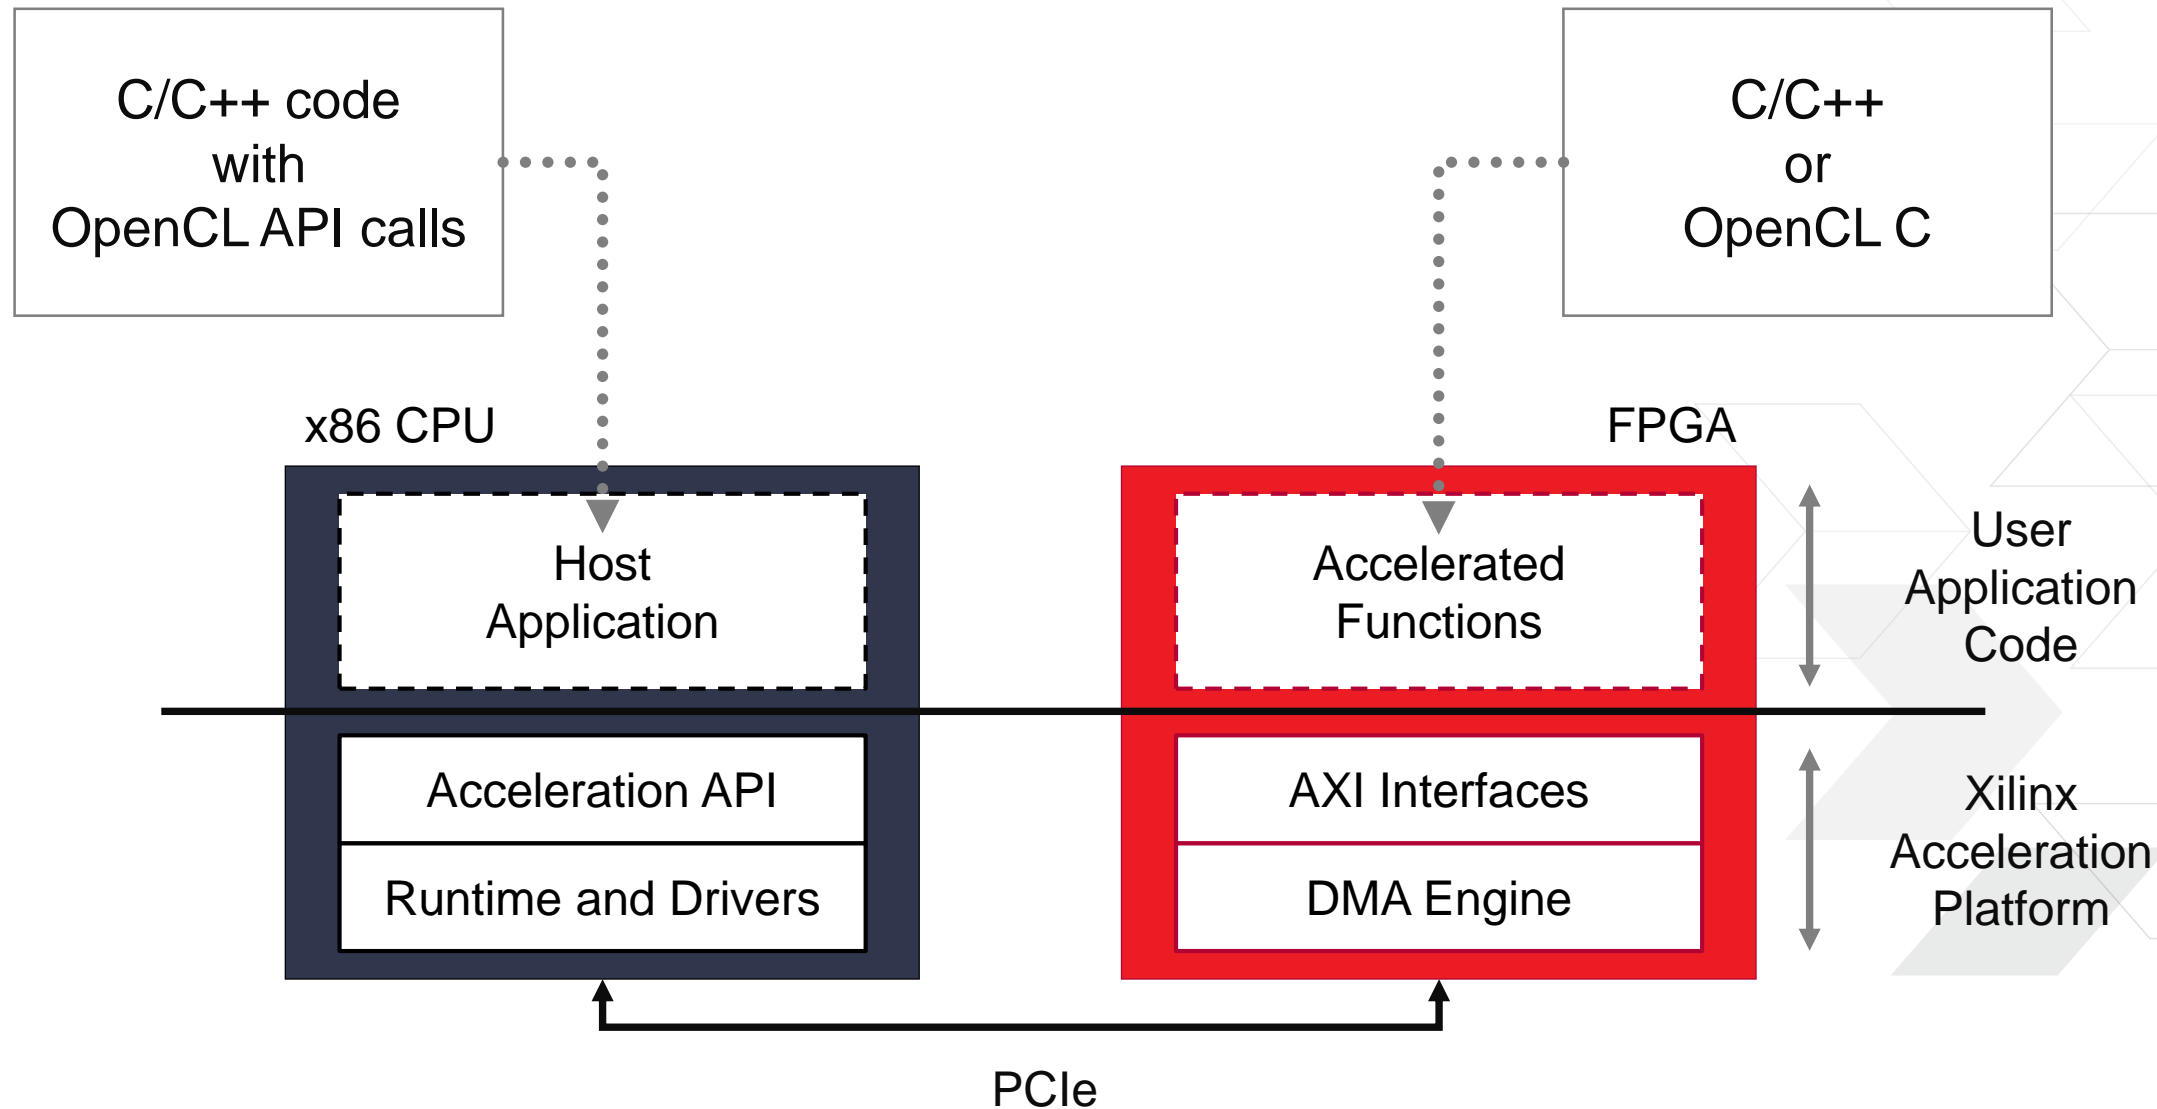 C/C++ code
with
OpenCL API calls
C/C++
or
OpenCL C
x86 CPU
FPGA
Host
Application
Accelerated
Functions
User
Application
Code
Acceleration API
Runtime and Drivers
AXI Interfaces
DMA Engine
Xilinx
Acceleration
Platform
PCIe